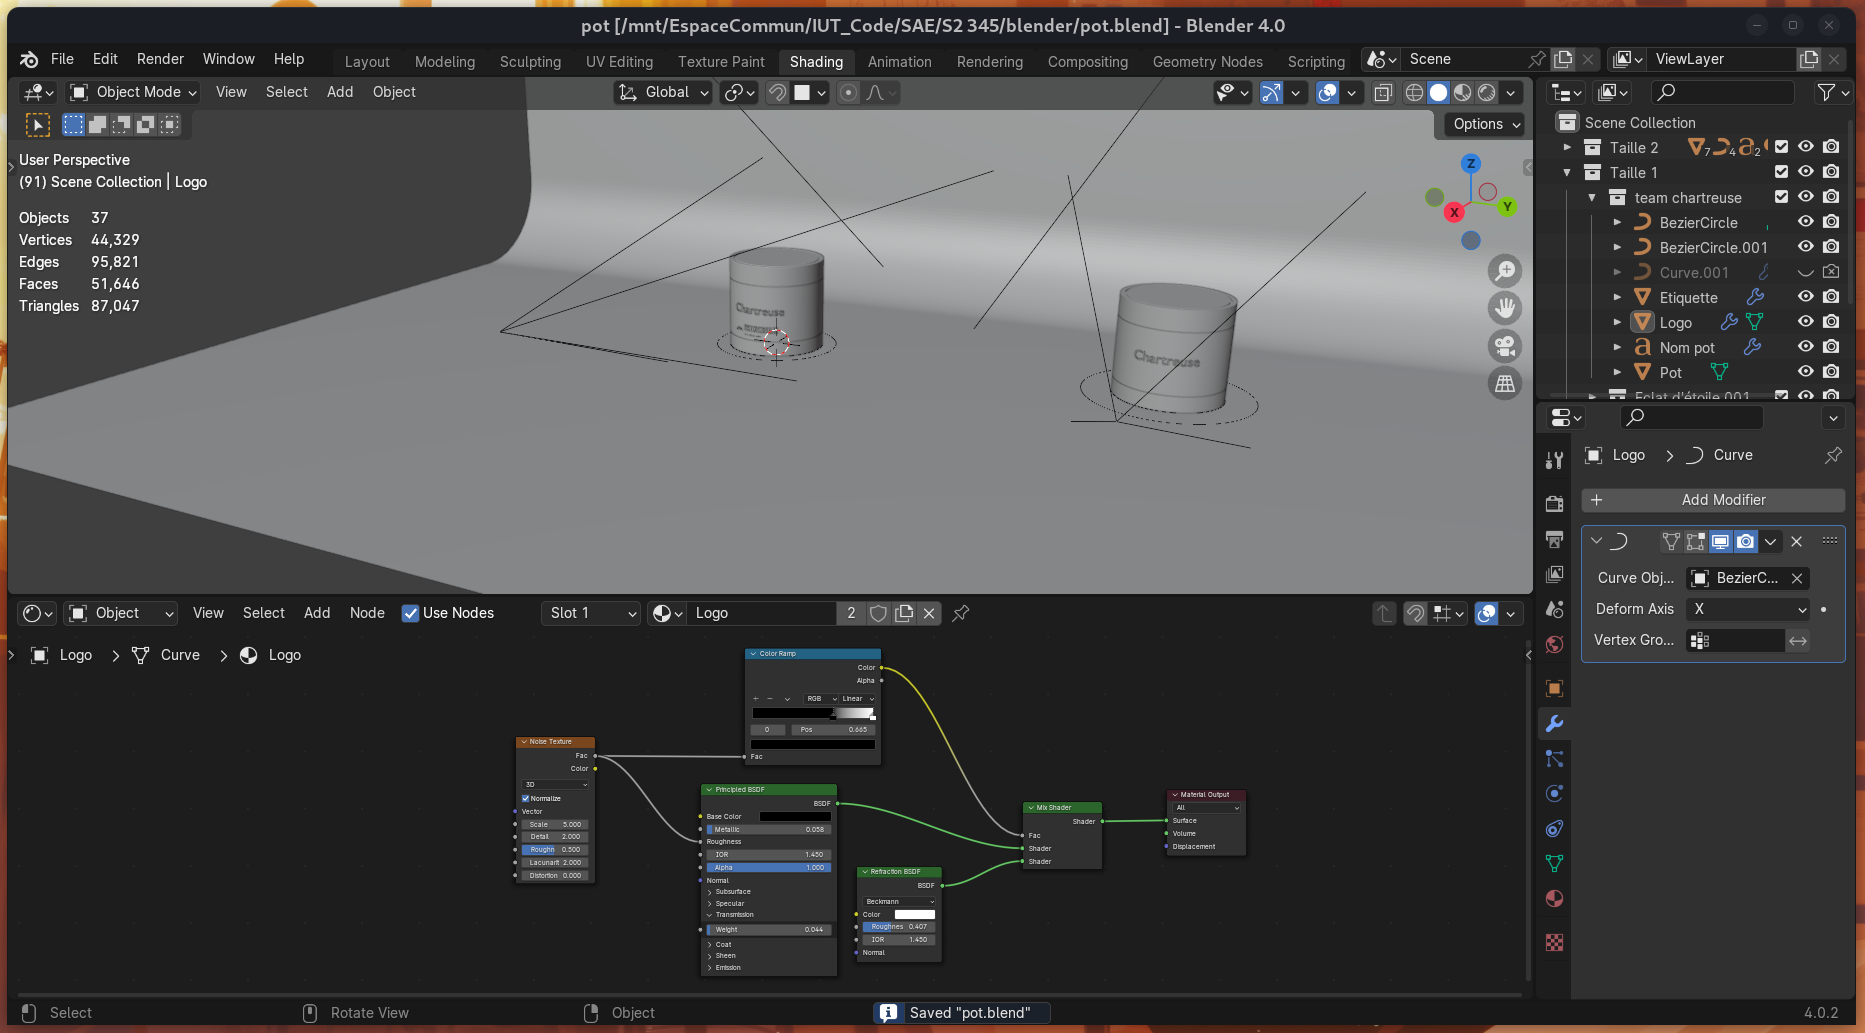 pot [/mnt/EspaceCommun/IUT_Code/SAE/S2 345/blender/pot.blend] - Blender 4.0
File Edit Render Window Help Layout Modeling Sculpting UV Editing Texture Paint Shading Animation Rendering Compositing Geometry Nodes Scripting Scene ViewLayer
Object Mode View Select Add Object Global
Options
User Perspective
(91) Scene Collection | Logo
Objects 37
Vertices 44,329
Edges 95,821
Faces 51,646
Triangles 87,047
Z
X
Y
Chartreuse
Chartreuse
Scene Collection
Taille 2 7 4 2
Taille 1
team chartreuse
BezierCircle
BezierCircle.001
Curve.001
Etiquette
Logo
Nom pot
Pot
Eclat d'étoile.001
Logo > Curve
Add Modifier
Curve Obj... BezierC...
Deform Axis X
Vertex Gro...
Object View Select Add Node Use Nodes Slot 1 Logo 2
Logo > Curve > Logo
Color Ramp
Color
Alpha
RGB Linear
0 Pos 0.665
Fac
Noise Texture
Fac
Color
3D
Normalize
Vector
Scale 5.000
Detail 2.000
Roughn 0.500
Lacunarit 2.000
Distortion 0.000
Principled BSDF
BSDF
Base Color
Metallic 0.058
Roughness
IOR 1.450
Alpha 1.000
Normal
Subsurface
Specular
Transmission
Weight 0.044
Coat
Sheen
Emission
Refraction BSDF
BSDF
Beckmann
Color
Roughnes 0.407
IOR 1.450
Normal
Mix Shader
Shader
Fac
Shader
Shader
Material Output
All
Surface
Volume
Displacement
Select Rotate View Object Saved "pot.blend" 4.0.2